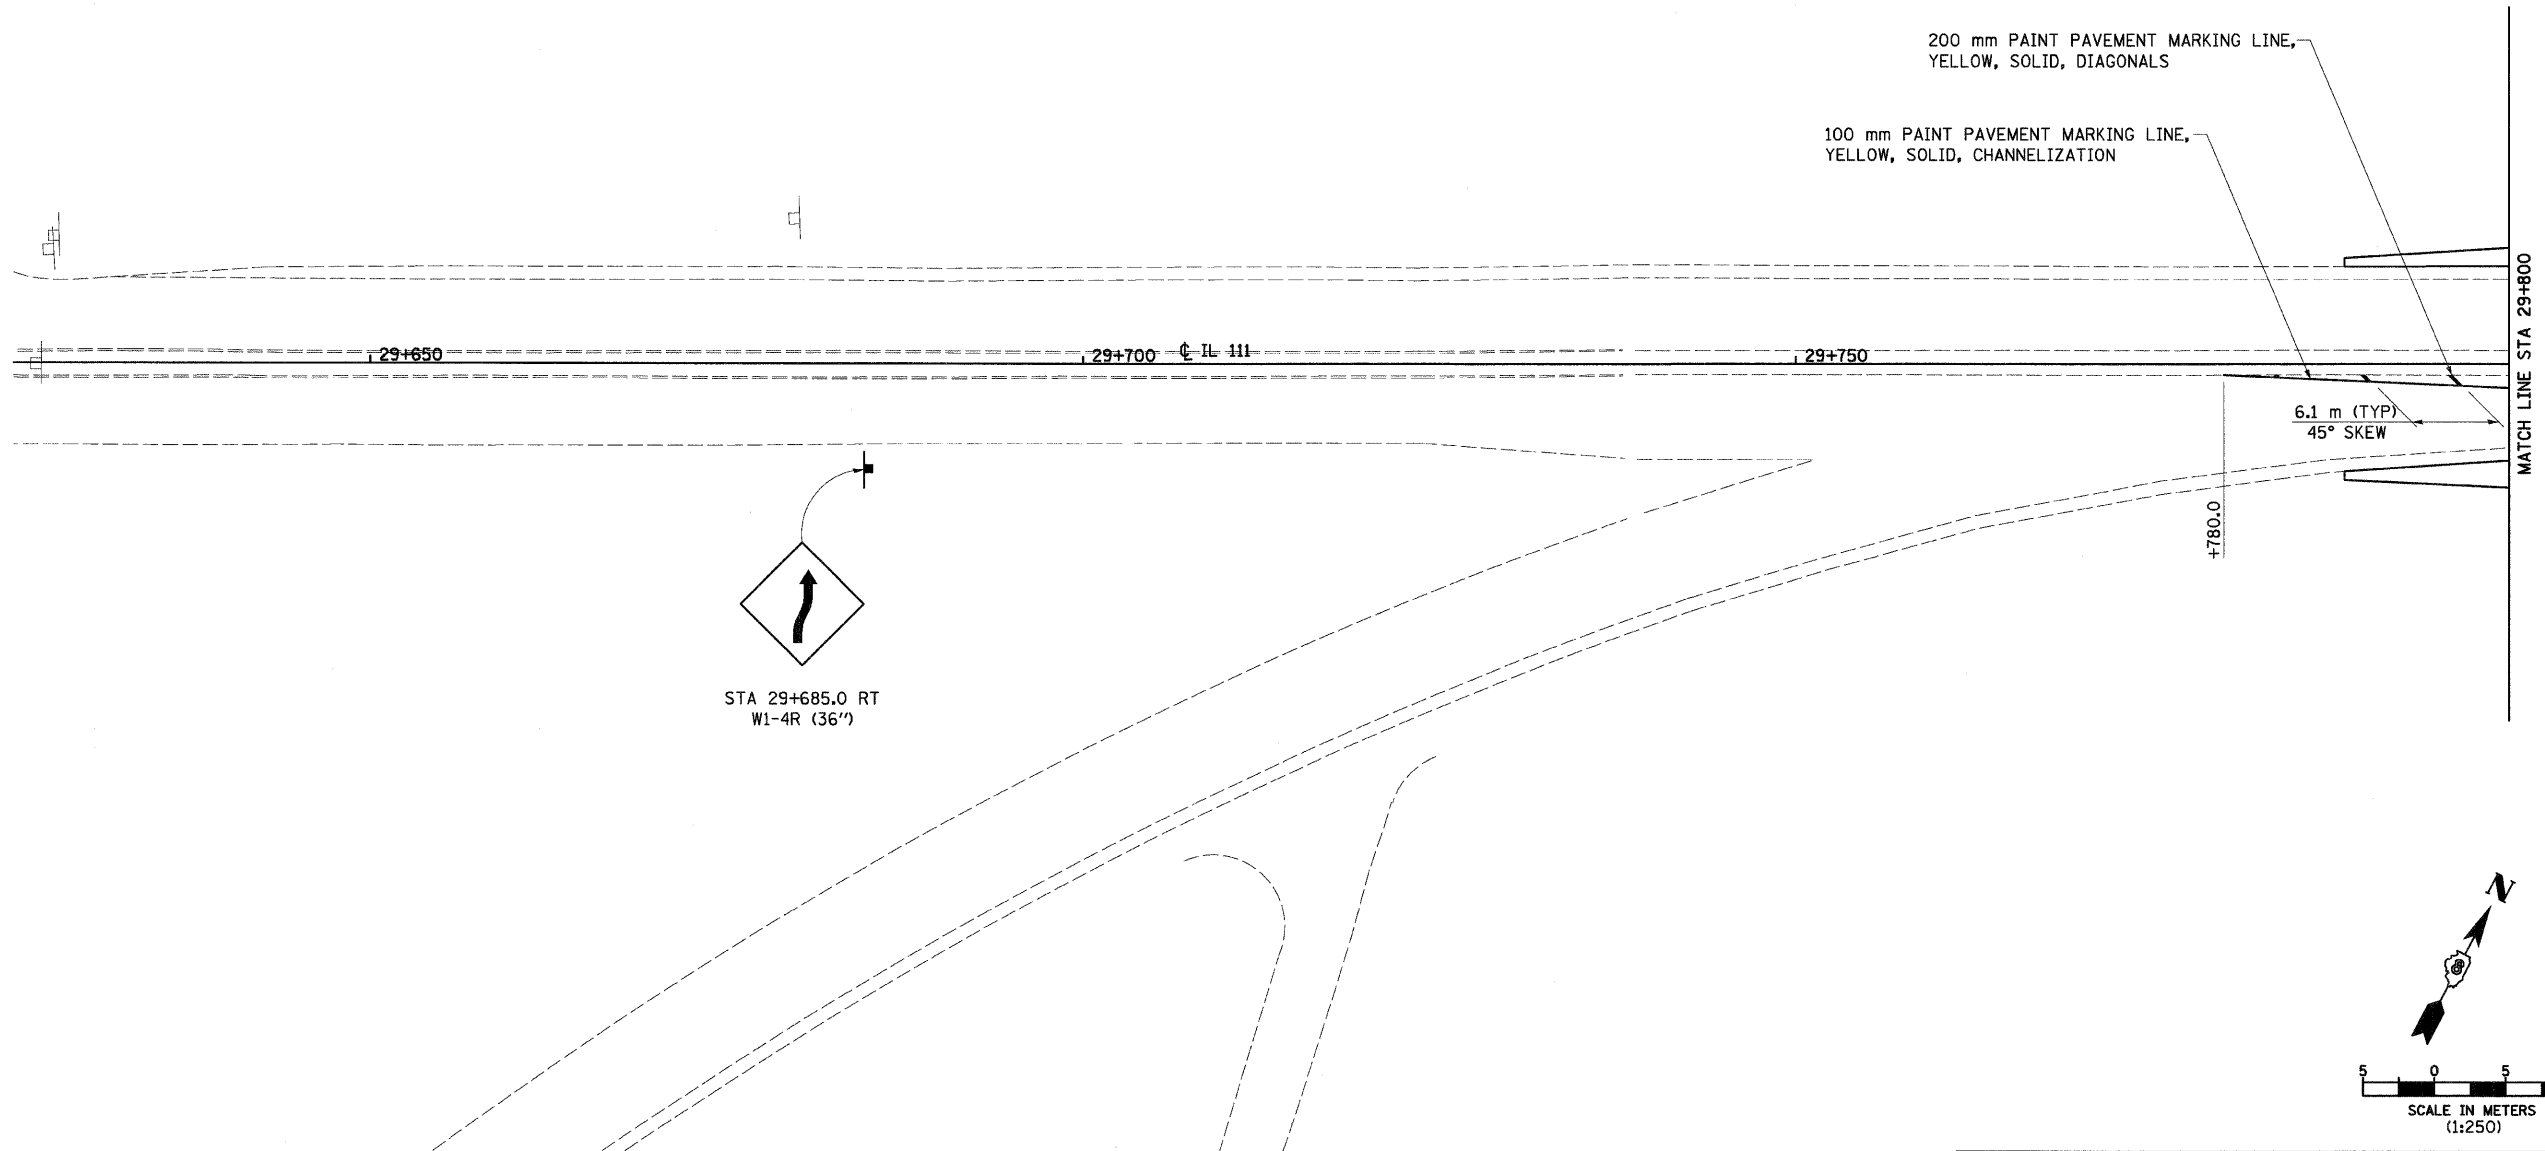 200 mm PAINT PAVEMENT MARKING LINE,
YELLOW, SOLID, DIAGONALS
100 mm PAINT PAVEMENT MARKING LINE,
YELLOW, SOLID, CHANNELIZATION
29+650
29+700
℄ IL 111
29+750
MATCH LINE STA 29+800
6.1 m (TYP)
45° SKEW
+780.0
STA 29+685.0 RT
W1-4R (36")
N
5 0 5
SCALE IN METERS
(1:250)